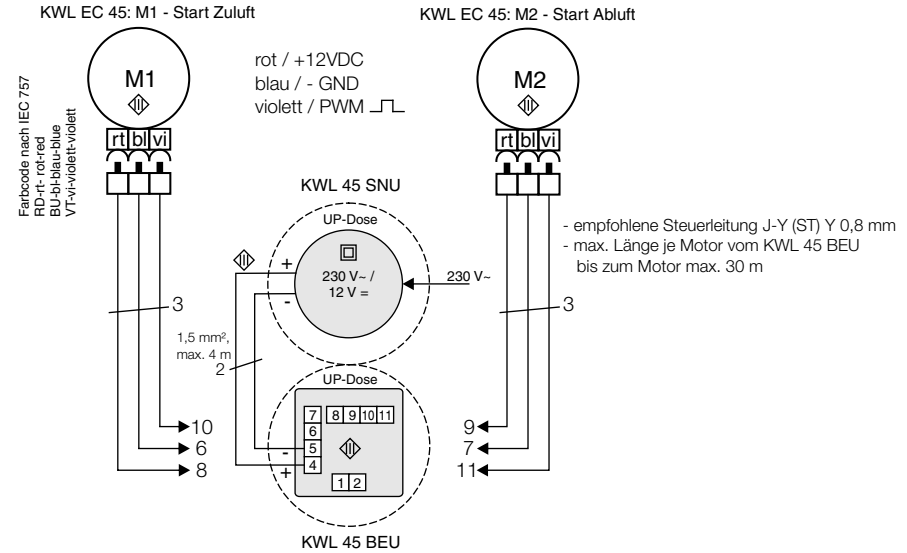 KWL EC 45: M1 - Start Zuluft
KWL EC 45: M2 - Start Abluft
M1
rt bl vi
Farbcode nach IEC 757
RD-rt- rot-red
BU-bl-blau-blue
VT-vi-violett-violett
rot / +12VDC
blau / - GND
violett / PWM
M2
rt bl vi
- empfohlene Steuerleitung J-Y (ST) Y 0,8 mm
- max. Länge je Motor vom KWL 45 BEU
bis zum Motor max. 30 m
KWL 45 SNU
UP-Dose
+
-
230 V~ /
12 V =
230 V~
3
3
1,5 mm²,
max. 4 m
2
UP-Dose
7
6
5
4
8 9 10 11
1 2
-
+
10
6
8
9
7
11
KWL 45 BEU